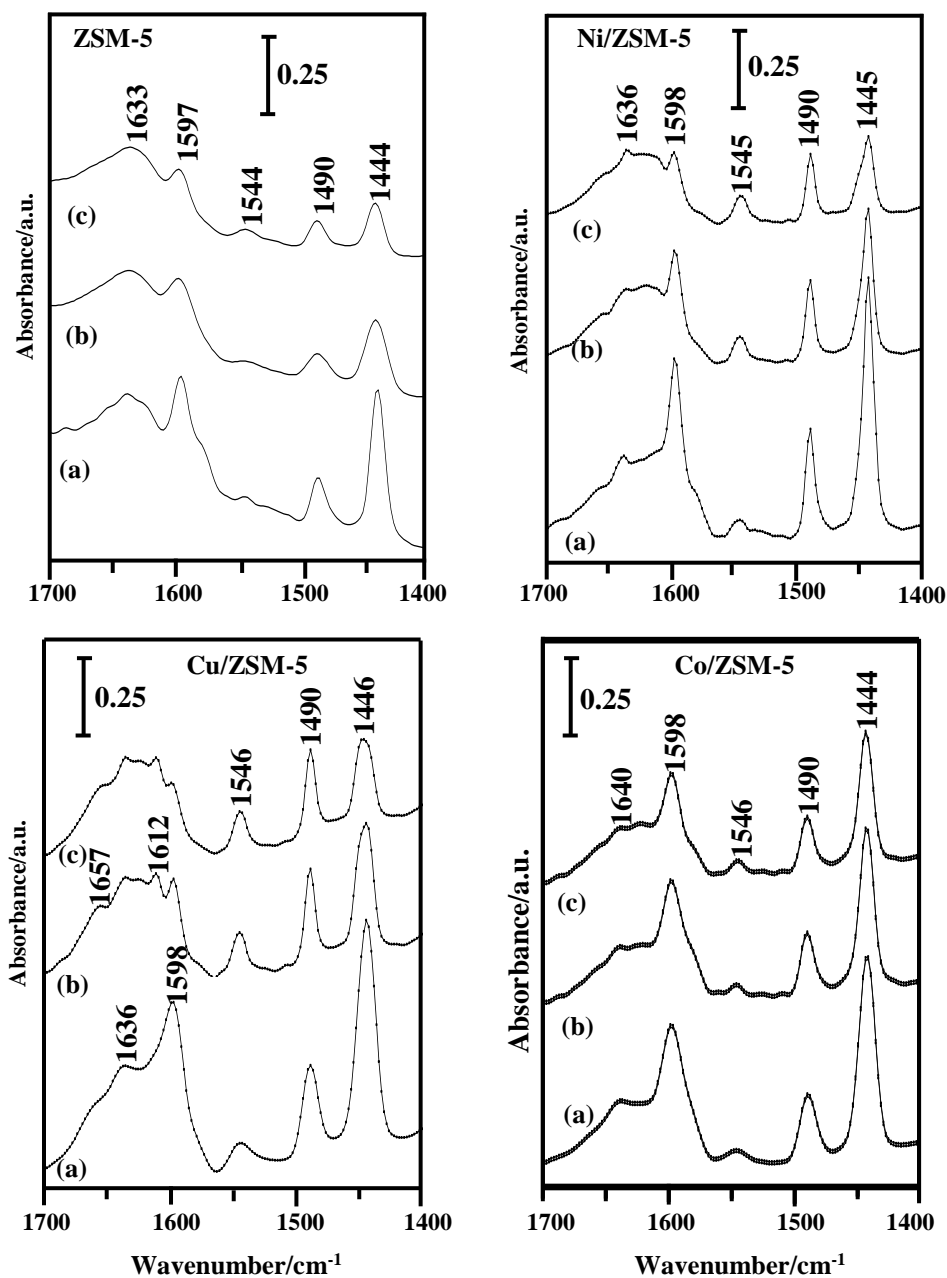 ZSM-5
0.25
1633
1597
1544
1490
1444
(c)
(b)
(a)
Absorbance/a.u.
1700
1600
1500
1400
Ni/ZSM-5
0.25
1636
1598
1545
1490
1445
(c)
(b)
(a)
Absorbance/a.u.
1700
1600
1500
1400
Cu/ZSM-5
0.25
1490
1446
1546
1612
1657
(c)
(b)
1598
1636
(a)
Absorbance/a.u.
1700
1600
1500
1400
Wavenumber/cm-1
Co/ZSM-5
0.25
1444
1598
1640
1546
1490
(c)
(b)
(a)
Absorbance/a.u.
1700
1600
1500
1400
Wavenumber/cm-1